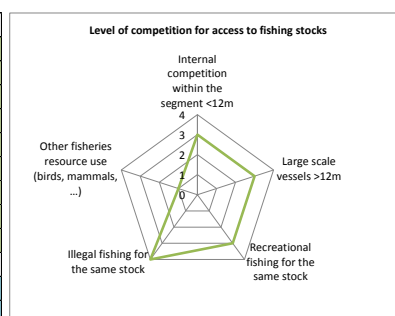 Level of competition for access to fishing stocks
Internal
competition
within the
segment <12m
4
3
2
1
0
Other fisheries
resource use
(birds, mammals,
…)
Large scale
vessels >12m
Illegal fishing for
the same stock
Recreational
fishing for the
same stock